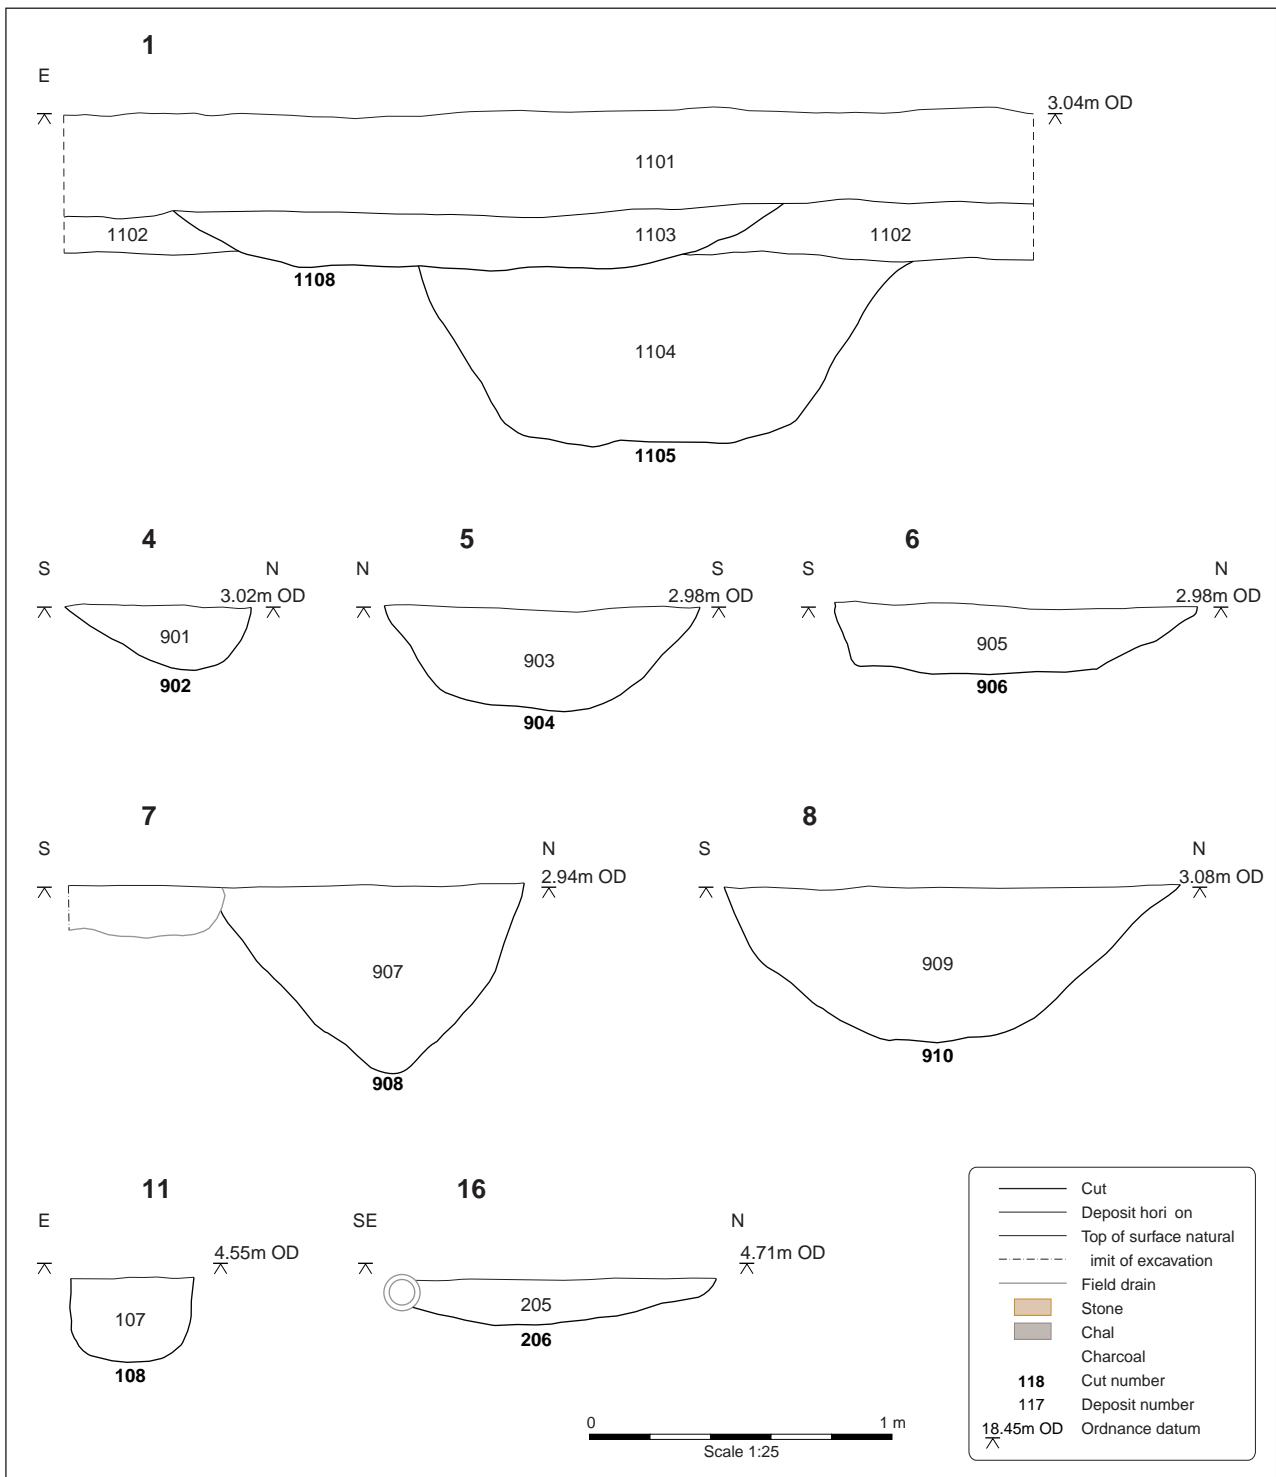 1
E
3.04m OD
1101
1102 1103 1102
1108
1104
1105
4 5 6
S N N S S N
3.02m OD 2.98m OD 2.98m OD
901 903 905
902 904 906
7 8
S N S N
2.94m OD 3.08m OD
907 909
908 910
11 16
E SE N
4.55m OD 4.71m OD
107 205
108 206
0 1 m
Scale 1:25
Cut
Deposit hori on
Top of surface natural
imit of excavation
Field drain
Stone
Chal
Charcoal
118 Cut number
117 Deposit number
18.45m OD Ordnance datum